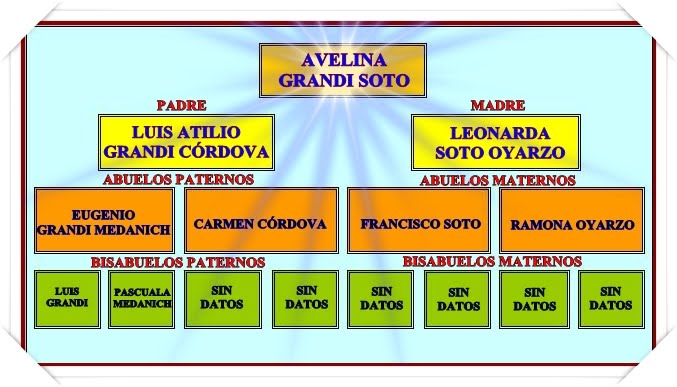 AVELINA
GRANDI SOTO
PADRE
MADRE
LUIS ATILIO
GRANDI CÓRDOVA
LEONARDA
SOTO OYARZO
ABUELOS PATERNOS
ABUELOS MATERNOS
EUGENIO
GRANDI MEDANICH
CARMEN CÓRDOVA
FRANCISCO SOTO
RAMONA OYARZO
BISABUELOS PATERNOS
BISABUELOS MATERNOS
LUIS
GRANDI
PASCUALA
MEDANICH
SIN
DATOS
SIN
DATOS
SIN
DATOS
SIN
DATOS
SIN
DATOS
SIN
DATOS